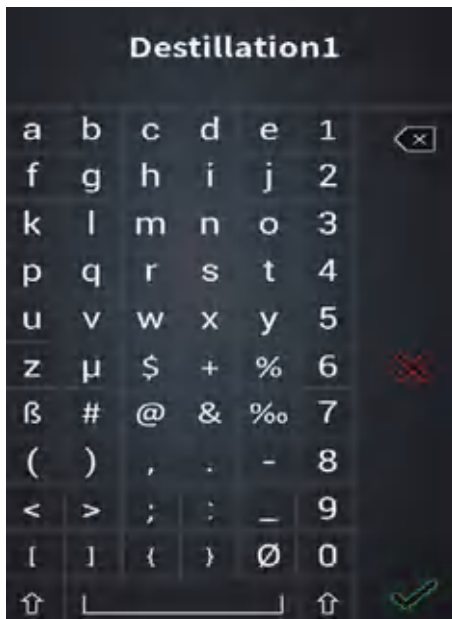 Destillation1
a b c d e 1
f g h i j 2
k l m n o 3
p q r s t 4
u v w x y 5
z µ $ + % 6
ß # @ & ‰ 7
( ) , . - 8
< > ; : _ 9
[ ] { } Ø 0